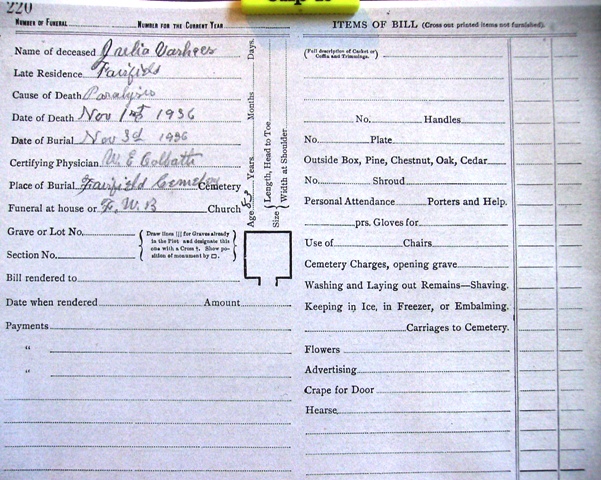 220
Number of Funeral Number for the Current Year
Name of deceased
Late Residence Fairfield
Cause of Death Paralysis
Date of Death Nov 1st 1936
Date of Burial Nov 3d 1936
Certifying Physician W. E.
Place of Burial Fairfield Cemetery Cemetery
Funeral at house or F. W. B Church
Age Years. Months Days.
Size { Length, Head to Toe
Width at Shoulder
Grave or Lot No.
Section No.
{ Draw lines ||| for Graves already
in the Plot and designate this
one with a Cross †. Show po-
sition of monument by □. }
Bill rendered to
Date when rendered Amount
Payments
"
"
ITEMS OF BILL (Cross out printed items not furnished).
(Full description of Casket or
Coffin and Trimmings.)
No. Handles
No. Plate
Outside Box, Pine, Chestnut, Oak, Cedar
No. Shroud
Personal Attendance Porters and Help.
prs. Gloves for
Use of Chairs
Cemetery Charges, opening grave
Washing and Laying out Remains—Shaving.
Keeping in Ice, in Freezer, or Embalming.
Carriages to Cemetery.
Flowers
Advertising
Crape for Door
Hearse